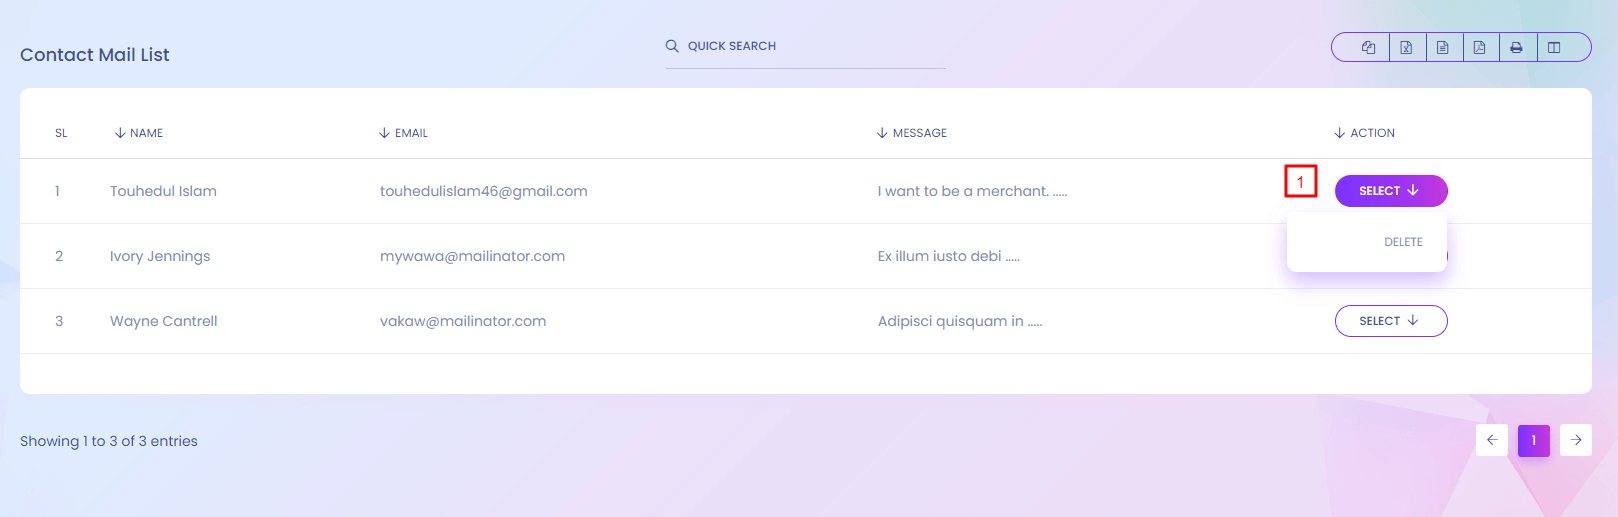 Contact Mail List
QUICK SEARCH
SL NAME EMAIL MESSAGE ACTION
1 Touhedul Islam touhedulislam46@gmail.com I want to be a merchant. ..... 1 SELECT
DELETE
2 Ivory Jennings mywawa@mailinator.com Ex illum iusto debi .....
3 Wayne Cantrell vakaw@mailinator.com Adipisci quisquam in ..... SELECT
Showing 1 to 3 of 3 entries
1